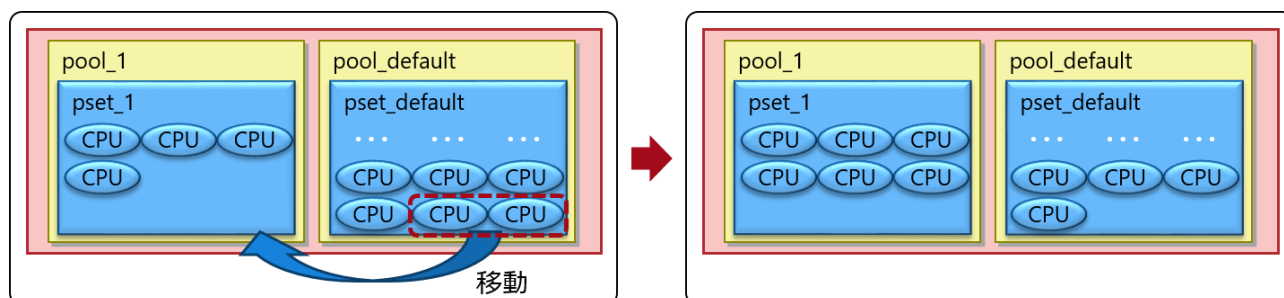 pool_1
pset_1
CPU CPU CPU
CPU
pool_default
pset_default
... ... ...
CPU CPU CPU
CPU CPU CPU
移動
pool_1
pset_1
CPU CPU CPU
CPU CPU CPU
pool_default
pset_default
... ... ...
CPU CPU CPU
CPU